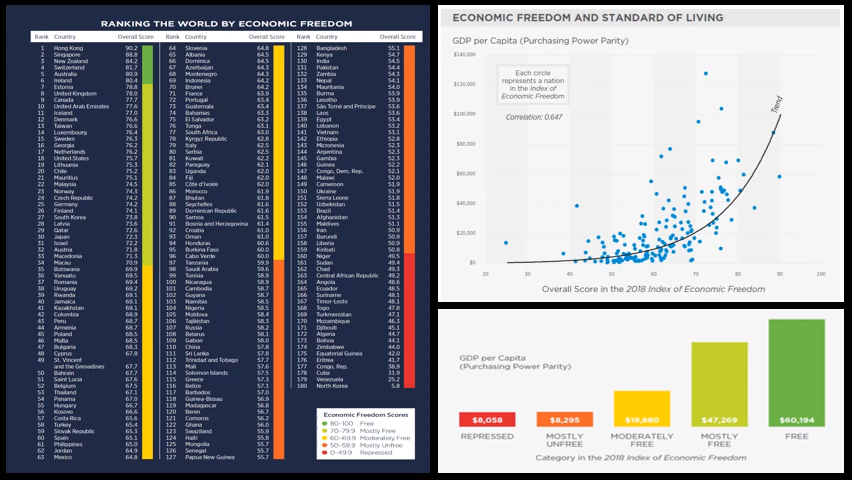 RANKING THE WORLD BY ECONOMIC FREEDOM
Rank Country Overall Score Rank Country Overall Score Rank Country Overall Score
1 Hong Kong 90.2
2 Singapore 88.8
3 New Zealand 84.2
4 Switzerland 81.7
5 Australia 80.9
6 Ireland 80.4
7 Estonia 78.8
8 United Kingdom 78.0
9 Canada 77.7
10 United Arab Emirates 77.6
11 Iceland 77.0
12 Denmark 76.6
13 Taiwan 76.6
14 Luxembourg 76.4
15 Sweden 76.3
16 Georgia 76.2
17 Netherlands 76.2
18 United States 75.7
19 Lithuania 75.3
20 Chile 75.2
21 Mauritius 75.1
22 Malaysia 74.5
23 Norway 74.3
24 Czech Republic 74.2
25 Germany 74.2
26 Finland 74.1
27 South Korea 73.8
28 Latvia 73.6
29 Qatar 72.6
30 Japan 72.3
31 Israel 72.2
32 Austria 71.8
33 Macedonia 71.3
34 Macau 70.9
35 Botswana 69.9
36 Vanuatu 69.5
37 Romania 69.4
38 Uruguay 69.2
39 Rwanda 69.1
40 Jamaica 69.1
41 Kazakhstan 69.1
42 Colombia 68.9
43 Peru 68.7
44 Armenia 68.7
45 Poland 68.5
46 Malta 68.5
47 Bulgaria 68.3
48 Cyprus 67.8
49 St. Vincent
and the Grenadines 67.7
50 Bahrain 67.7
51 Saint Lucia 67.6
52 Belgium 67.5
53 Thailand 67.1
54 Panama 67.0
55 Hungary 66.7
56 Kosovo 66.6
57 Costa Rica 65.6
58 Turkey 65.4
59 Slovak Republic 65.3
60 Spain 65.1
61 Philippines 65.0
62 Jordan 64.9
63 Mexico 64.8
64 Slovenia 64.8
65 Albania 64.5
66 Dominica 64.5
67 Azerbaijan 64.3
68 Montenegro 64.3
69 Indonesia 64.2
70 Brunei 64.2
71 France 63.9
72 Portugal 63.4
73 Guatemala 63.4
74 Bahamas 63.3
75 El Salvador 63.2
76 Tonga 63.1
77 South Africa 63.0
78 Kyrgyz Republic 62.8
79 Italy 62.5
80 Serbia 62.5
81 Kuwait 62.2
82 Paraguay 62.1
83 Uganda 62.0
84 Fiji 62.0
85 Côte d'Ivoire 62.0
86 Morocco 61.9
87 Bhutan 61.8
88 Seychelles 61.6
89 Dominican Republic 61.6
90 Samoa 61.5
91 Bosnia and Herzegovina 61.4
92 Croatia 61.0
93 Oman 61.0
94 Honduras 60.6
95 Burkina Faso 60.0
96 Cabo Verde 60.0
97 Tanzania 59.9
98 Saudi Arabia 59.6
99 Tunisia 58.9
100 Nicaragua 58.9
101 Cambodia 58.7
102 Guyana 58.7
103 Namibia 58.5
104 Nigeria 58.5
105 Moldova 58.4
106 Tajikistan 58.3
107 Russia 58.2
108 Belarus 58.1
109 Gabon 58.0
110 China 57.8
111 Sri Lanka 57.8
112 Trinidad and Tobago 57.7
113 Mali 57.6
114 Solomon Islands 57.5
115 Greece 57.3
116 Belize 57.1
117 Barbados 57.0
118 Guinea-Bissau 56.9
119 Madagascar 56.8
120 Benin 56.7
121 Comoros 56.2
122 Ghana 56.0
123 Swaziland 55.9
124 Haiti 55.8
125 Mongolia 55.7
126 Senegal 55.7
127 Papua New Guinea 55.7
128 Bangladesh 55.1
129 Kenya 54.7
130 India 54.5
131 Pakistan 54.4
132 Zambia 54.3
133 Nepal 54.1
134 Mauritania 54.0
135 Burma 53.9
136 Lesotho 53.9
137 São Tomé and Príncipe 53.6
138 Laos 53.6
139 Egypt 53.4
140 Lebanon 53.2
141 Vietnam 53.1
142 Ethiopia 52.8
143 Micronesia 52.3
144 Argentina 52.3
145 Gambia 52.3
146 Guinea 52.2
147 Congo, Dem. Rep. 52.1
148 Malawi 52.0
149 Cameroon 51.9
150 Ukraine 51.9
151 Sierra Leone 51.8
152 Uzbekistan 51.5
153 Brazil 51.4
154 Afghanistan 51.3
155 Maldives 51.1
156 Iran 50.9
157 Burundi 50.9
158 Liberia 50.9
159 Kiribati 50.8
160 Niger 49.5
161 Sudan 49.4
162 Chad 49.3
163 Central African Republic 49.2
164 Angola 48.6
165 Ecuador 48.5
166 Suriname 48.1
167 Timor-Leste 48.1
168 Togo 47.8
169 Turkmenistan 47.1
170 Mozambique 46.3
171 Djibouti 45.1
172 Algeria 44.7
173 Bolivia 44.1
174 Zimbabwe 44.0
175 Equatorial Guinea 42.0
176 Eritrea 41.7
177 Congo, Rep. 38.9
178 Cuba 31.9
179 Venezuela 25.2
180 North Korea 5.8
Economic Freedom Scores
80–100 Free
70–79.9 Mostly Free
60–69.9 Moderately Free
50–59.9 Mostly Unfree
0–49.9 Repressed
ECONOMIC FREEDOM AND STANDARD OF LIVING
GDP per Capita (Purchasing Power Parity)
$140,000
$120,000
$100,000
$80,000
$60,000
$40,000
$20,000
$0
Each circle
represents a nation
in the Index of
Economic Freedom
Correlation: 0.647
Trend
20 30 40 50 60 70 80 90 100
Overall Score in the 2018 Index of Economic Freedom
GDP per Capita
(Purchasing Power Parity)
$8,058 $8,295 $19,880 $47,269 $60,194
REPRESSED MOSTLY UNFREE MODERATELY FREE MOSTLY FREE FREE
Category in the 2018 Index of Economic Freedom